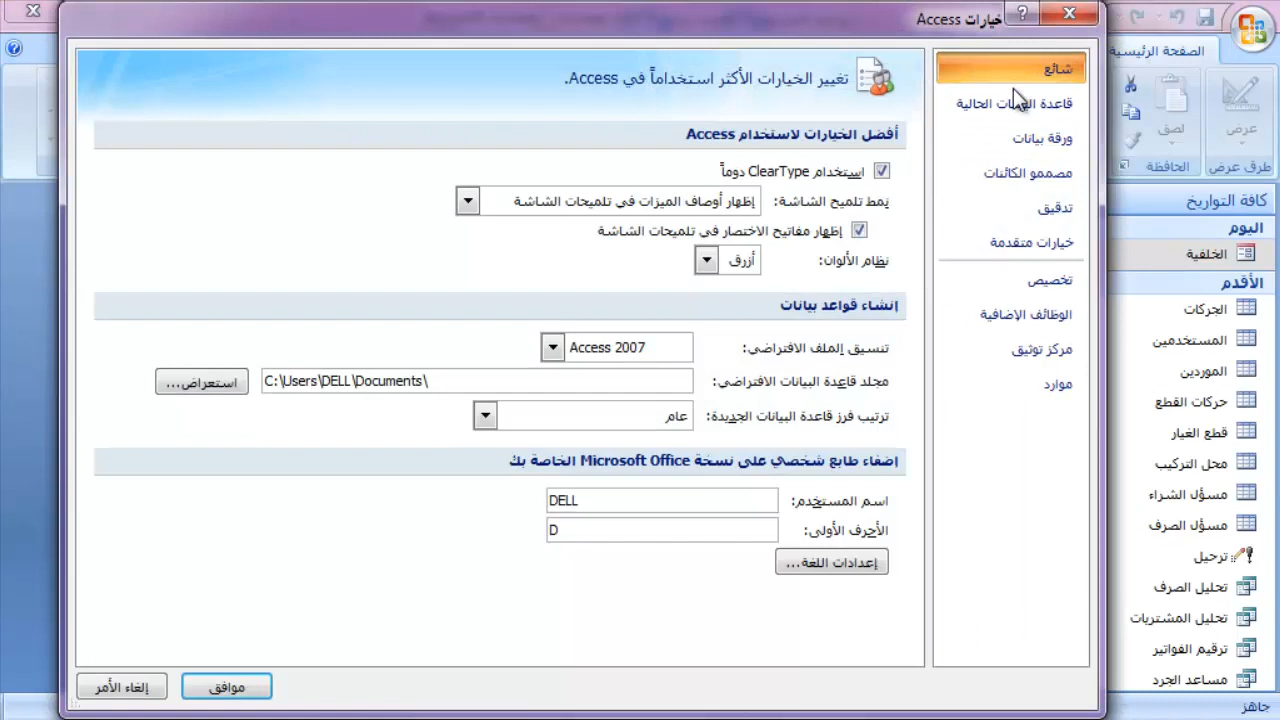 خيارات Access
الصفحة الرئيسية
عرض
لصق
طرق عرض
الحافظة
كافة التواريخ
اليوم
الخلفية
الأقدم
الحركات
المستخدمين
الموردين
حركات القطع
قطع الغيار
محل التركيب
مسؤل الشراء
مسؤل الصرف
ترحيل
تحليل الصرف
تحليل المشتريات
ترقيم الفواتير
مساعد الجرد
جاهز
شائع
قاعدة البيانات الحالية
ورقة بيانات
مصممو الكائنات
تدقيق
خيارات متقدمة
تخصيص
الوظائف الإضافية
مركز توثيق
موارد
تغيير الخيارات الأكثر استخداماً في Access.
أفضل الخيارات لاستخدام Access
استخدام ClearType دوماً
نمط تلميح الشاشة: إظهار أوصاف الميزات في تلميحات الشاشة
إظهار مفاتيح الاختصار في تلميحات الشاشة
نظام الألوان: أزرق
إنشاء قواعد بيانات
تنسيق الملف الافتراضي: Access 2007
مجلد قاعدة البيانات الافتراضي: C:\Users\DELL\Documents\ استعراض...
ترتيب فرز قاعدة البيانات الجديدة: عام
إضفاء طابع شخصي على نسخة Microsoft Office الخاصة بك
اسم المستخدم: DELL
الأحرف الأولى: D
إعدادات اللغة...
موافق
إلغاء الأمر